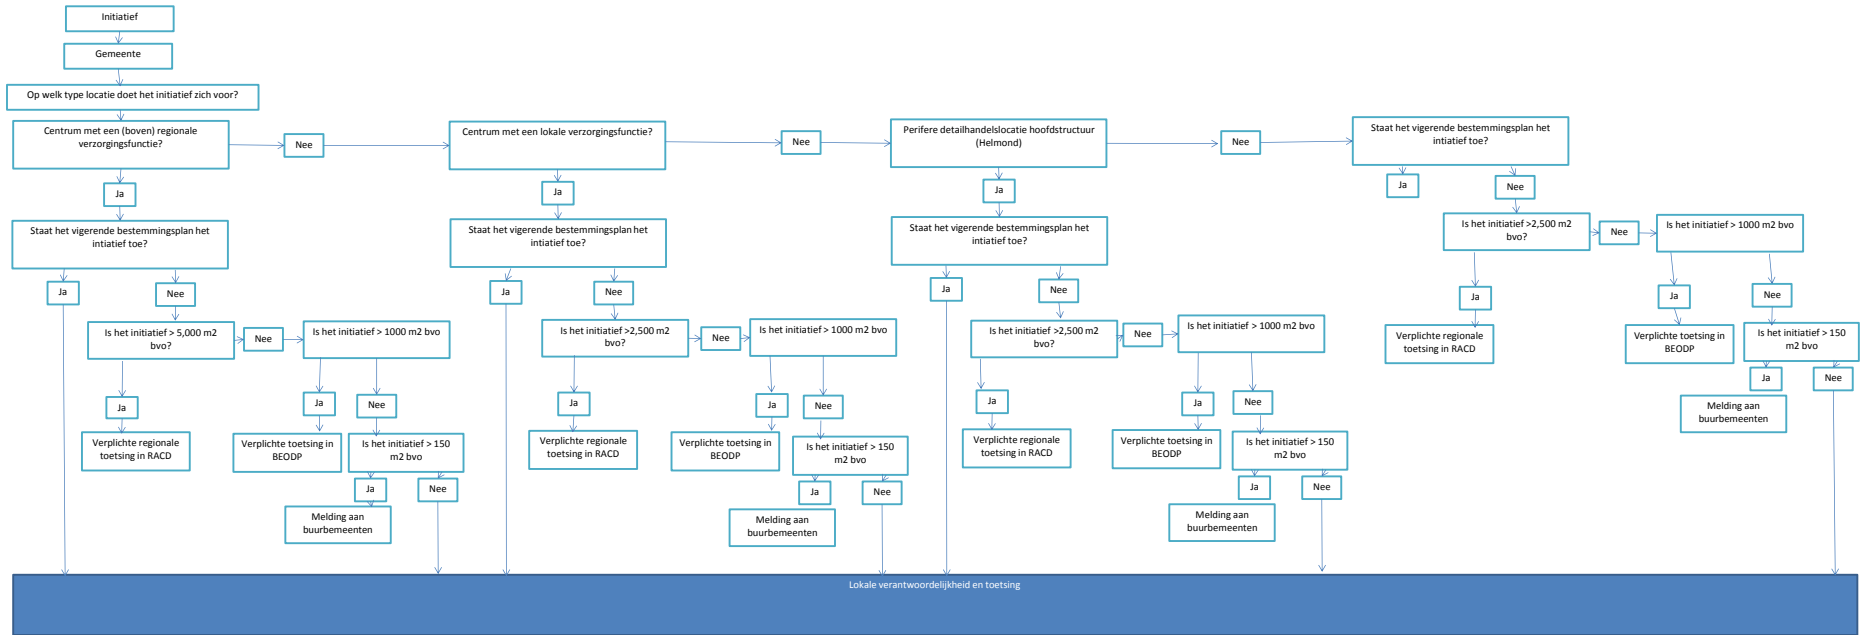 Initiatief
Gemeente
Op welk type locatie doet het initiatief zich voor?
Centrum met een (boven) regionale
verzorgingsfunctie?
Nee
Centrum met een lokale verzorgingsfunctie?
Nee
Perifere detailhandelslocatie hoofdstructuur
(Helmond)
Nee
Staat het vigerende bestemmingsplan het
intiatief toe?
Ja
Staat het vigerende bestemmingsplan het
intiatief toe?
Ja
Nee
Is het initiatief > 5,000 m2
bvo?
Nee
Is het initiatief > 1000 m2 bvo
Ja
Verplichte regionale
toetsing in RACD
Ja
Verplichte toetsing in
BEODP
Nee
Is het initiatief > 150
m2 bvo
Ja
Nee
Melding aan
buurbemeenten
Ja
Staat het vigerende bestemmingsplan het
intiatief toe?
Ja
Nee
Is het initiatief >2,500 m2
bvo?
Nee
Is het initiatief > 1000 m2 bvo
Ja
Verplichte regionale
toetsing in RACD
Ja
Verplichte toetsing in
BEODP
Nee
Is het initiatief > 150
m2 bvo
Ja
Nee
Melding aan
buurbemeenten
Ja
Staat het vigerende bestemmingsplan het
intiatief toe?
Ja
Nee
Is het initiatief >2,500 m2
bvo?
Nee
Is het initiatief > 1000 m2 bvo
Ja
Verplichte regionale
toetsing in RACD
Ja
Verplichte toetsing in
BEODP
Nee
Is het initiatief > 150
m2 bvo
Ja
Nee
Melding aan
buurbemeenten
Ja
Nee
Is het initiatief >2,500 m2
bvo?
Nee
Is het initiatief > 1000 m2 bvo
Ja
Verplichte regionale
toetsing in RACD
Ja
Verplichte toetsing in
BEODP
Nee
Is het initiatief > 150
m2 bvo
Ja
Nee
Melding aan
buurbemeenten
Lokale verantwoordelijkheid en toetsing